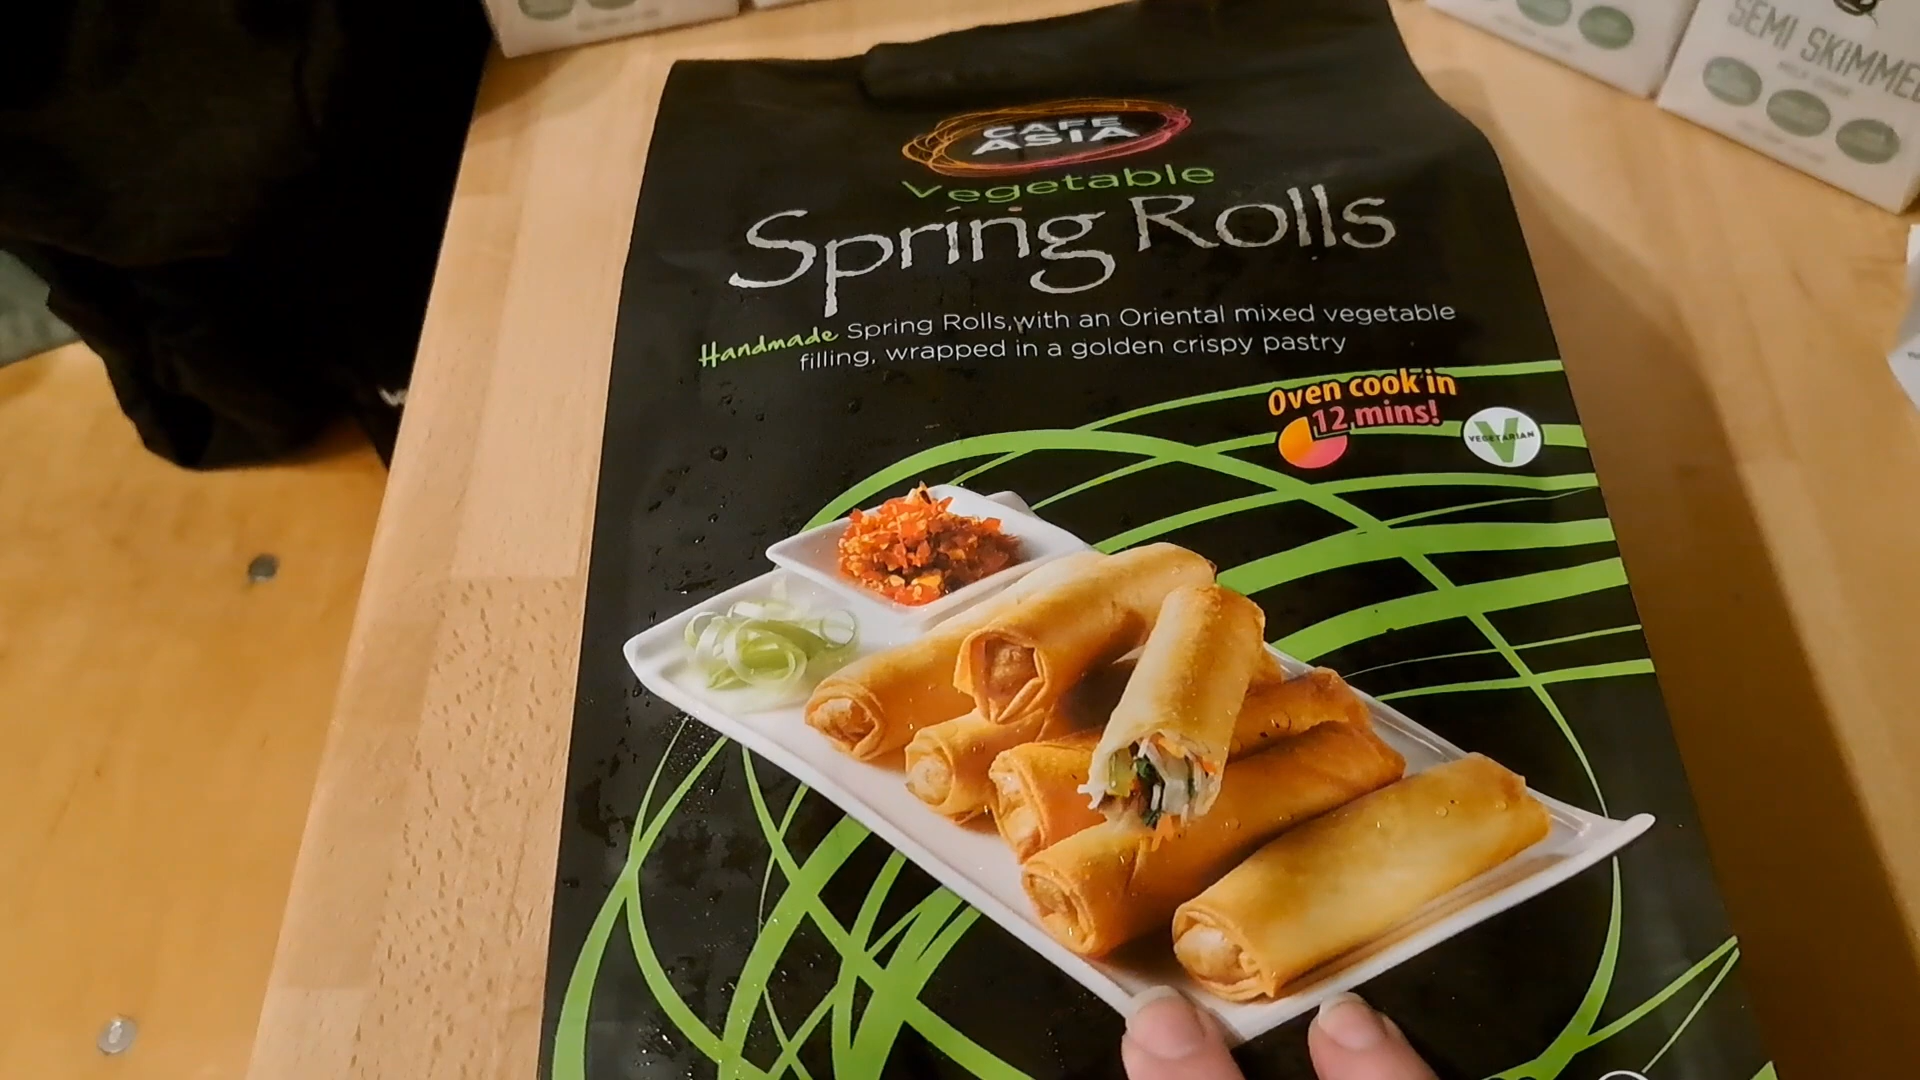 CAFE
ASIA
Vegetable
Spring Rolls
Handmade Spring Rolls, with an Oriental mixed vegetable
filling, wrapped in a golden crispy pastry
Oven cook in
12 mins!
VEGETARIAN
SEMI SKIMMED